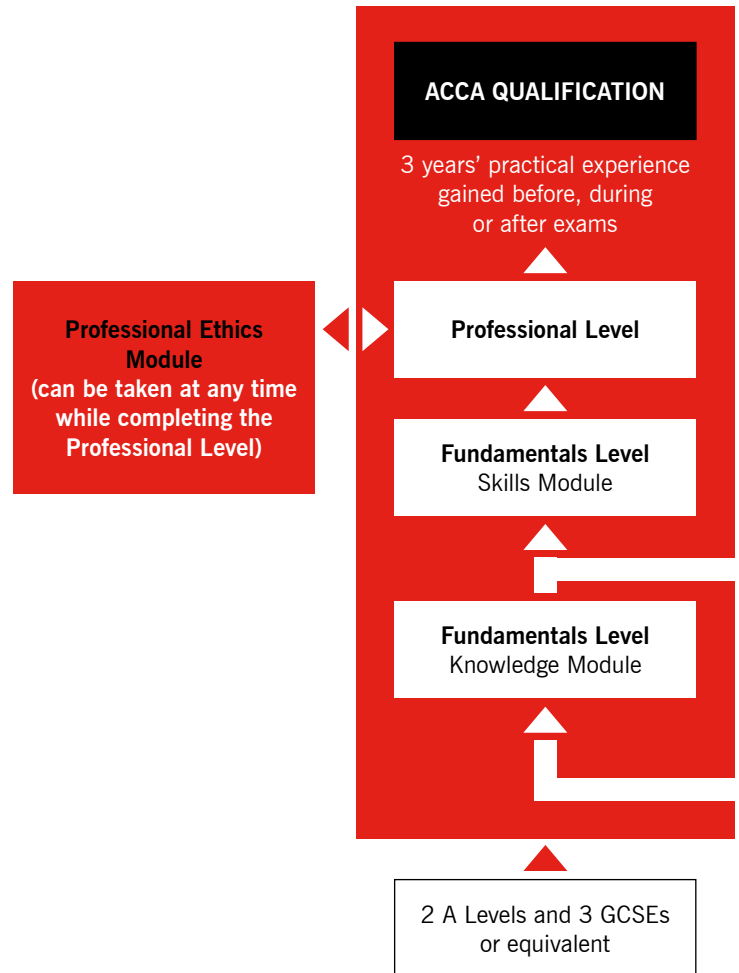 ACCA QUALIFICATION
3 years’ practical experience
gained before, during
or after exams
Professional Ethics
Module
(can be taken at any time
while completing the
Professional Level)
Professional Level
Fundamentals Level
Skills Module
Fundamentals Level
Knowledge Module
2 A Levels and 3 GCSEs
or equivalent